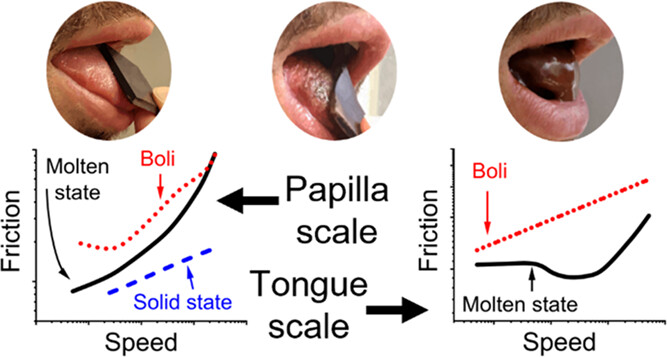 Molten
state
Boli
Friction
Solid state
Speed
Papilla
scale
Tongue
scale
Boli
Friction
Molten state
Speed